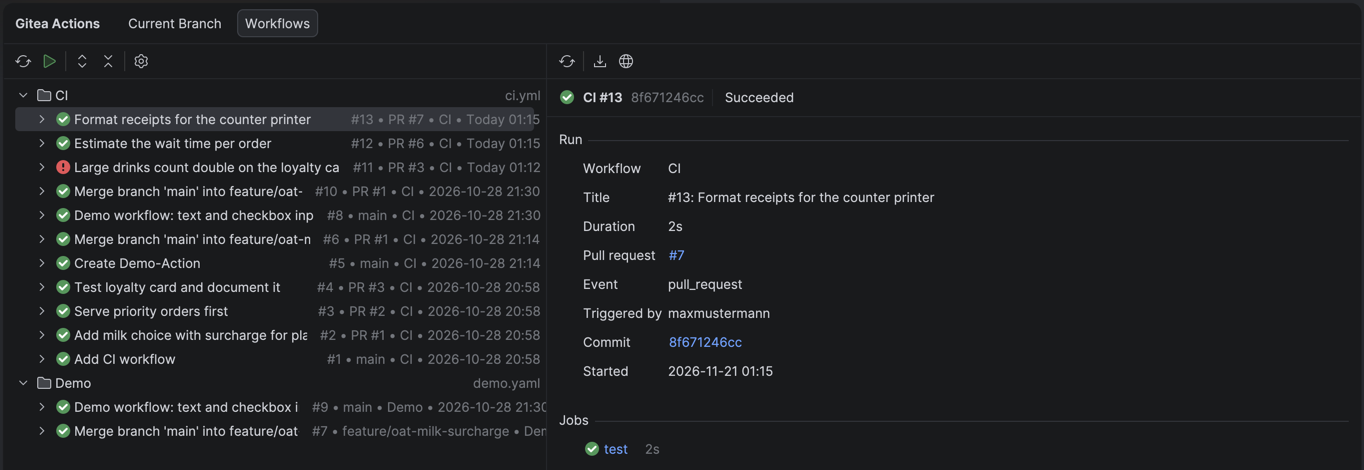 Gitea Actions Current Branch Workflows
CI ci.yml
Format receipts for the counter printer #13 • PR #7 • CI • Today 01:15
Estimate the wait time per order #12 • PR #6 • CI • Today 01:15
Large drinks count double on the loyalty ca #11 • PR #3 • CI • Today 01:12
Merge branch 'main' into feature/oat- #10 • PR #1 • CI • 2026-10-28 21:30
Demo workflow: text and checkbox inp #8 • main • CI • 2026-10-28 21:30
Merge branch 'main' into feature/oat-n #6 • PR #1 • CI • 2026-10-28 21:14
Create Demo-Action #5 • main • CI • 2026-10-28 21:14
Test loyalty card and document it #4 • PR #3 • CI • 2026-10-28 20:58
Serve priority orders first #3 • PR #2 • CI • 2026-10-28 20:58
Add milk choice with surcharge for pla #2 • PR #1 • CI • 2026-10-28 20:58
Add CI workflow #1 • main • CI • 2026-10-28 20:58
Demo demo.yaml
Demo workflow: text and checkbox i #9 • main • Demo • 2026-10-28 21:30
Merge branch 'main' into feature/oat #7 • feature/oat-milk-surcharge • Der
CI #13 8f671246cc Succeeded
Run
Workflow CI
Title #13: Format receipts for the counter printer
Duration 2s
Pull request #7
Event pull_request
Triggered by maxmustermann
Commit 8f671246cc
Started 2026-11-21 01:15
Jobs
test 2s